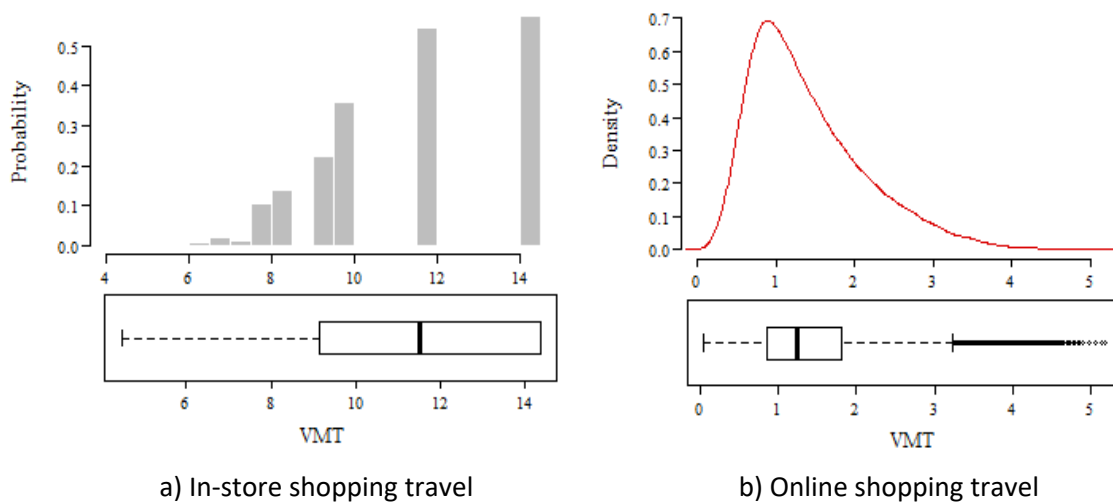 Probability
0.5
0.4
0.3
0.2
0.1
0.0
4 6 8 10 12 14
6 8 10 12 14
VMT
a) In-store shopping travel
Density
0.7
0.6
0.5
0.4
0.3
0.2
0.1
0.0
0 1 2 3 4 5
0 1 2 3 4 5
VMT
b) Online shopping travel